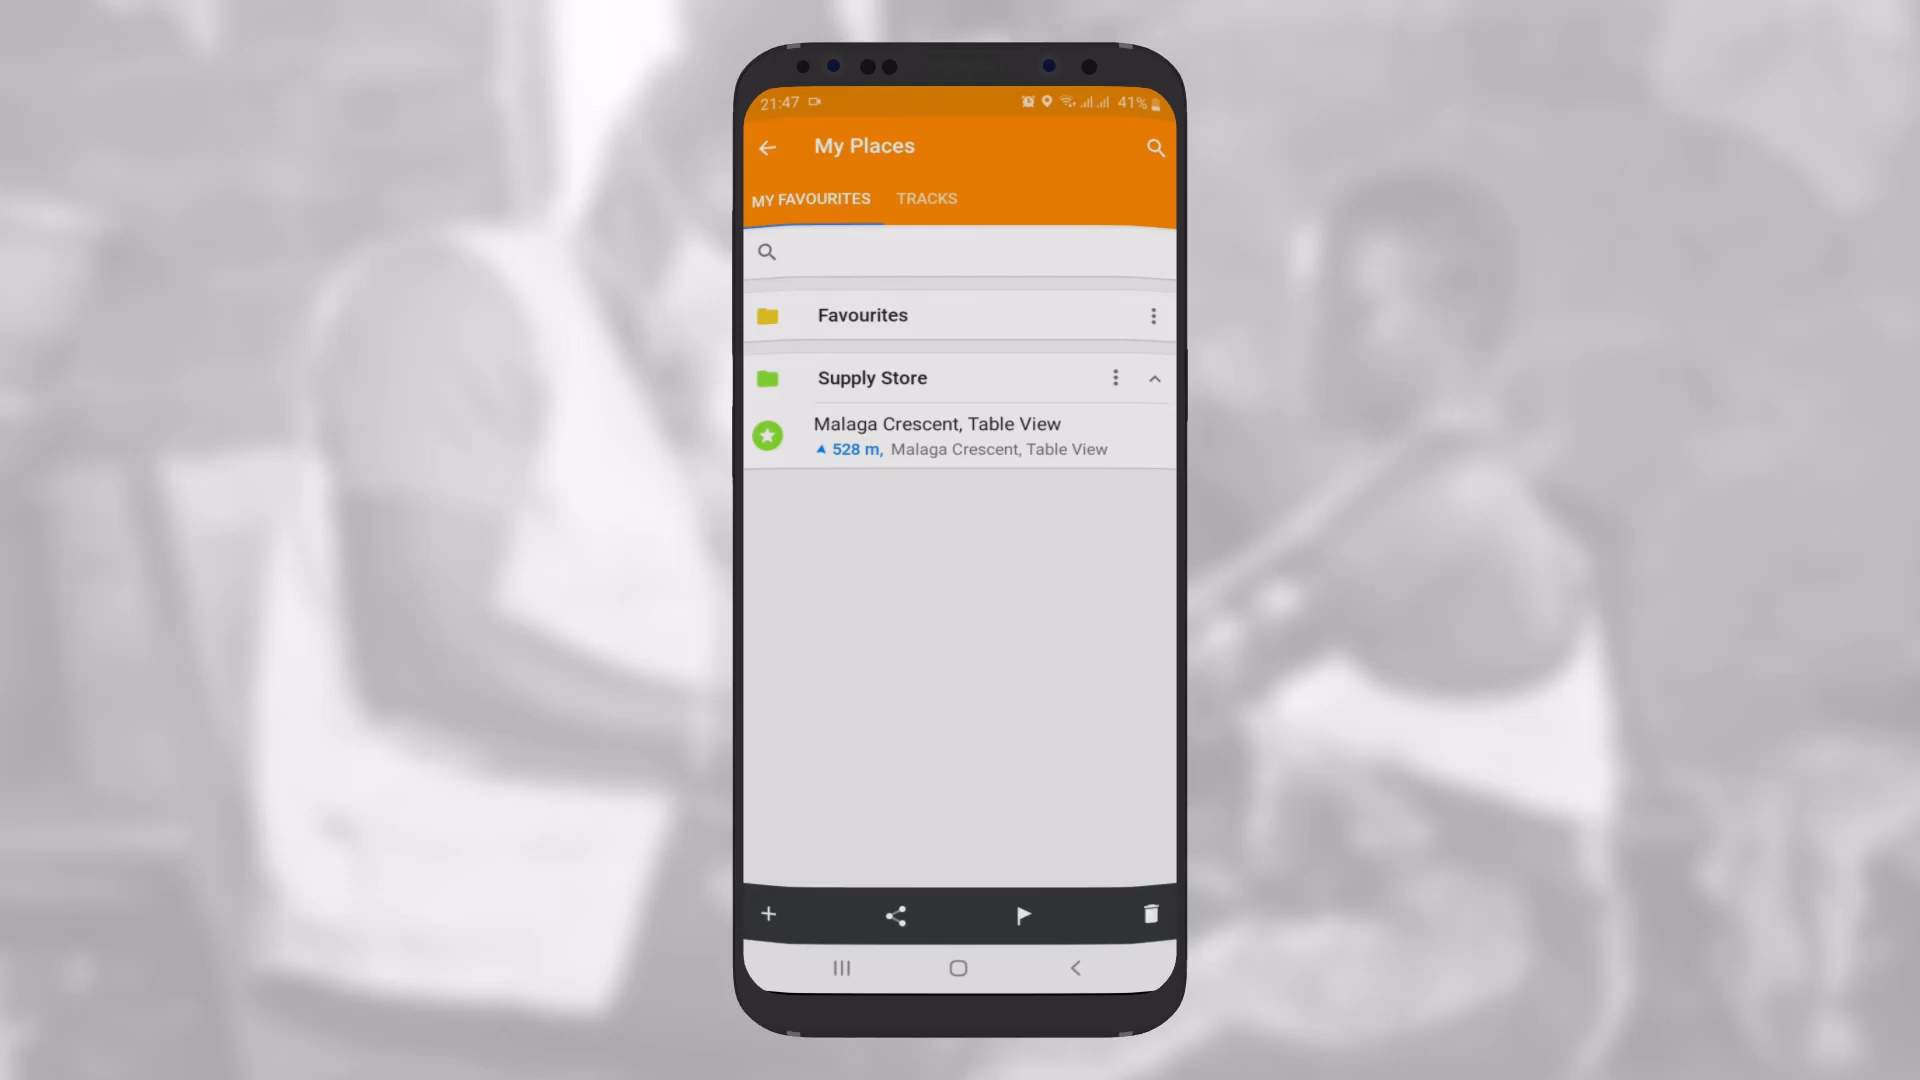 21:47 41%
My Places
MY FAVOURITES TRACKS
Favourites
Supply Store
Malaga Crescent, Table View
528 m, Malaga Crescent, Table View